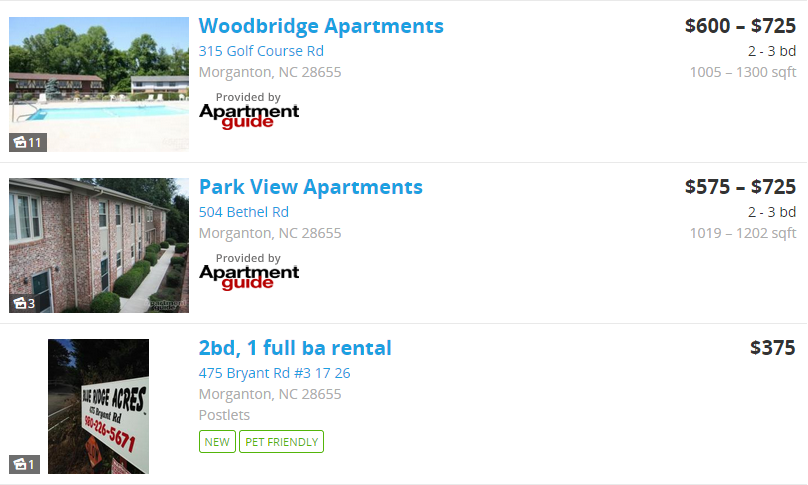 Woodbridge Apartments
$600 – $725
315 Golf Course Rd
2 - 3 bd
Morganton, NC 28655
1005 – 1300 sqft
Provided by
Apartment
guide
11
Park View Apartments
$575 – $725
504 Bethel Rd
2 - 3 bd
Morganton, NC 28655
1019 – 1202 sqft
Provided by
Apartment
guide
3
2bd, 1 full ba rental
$375
475 Bryant Rd #3 17 26
Morganton, NC 28655
Postlets
NEW
PET FRIENDLY
BLUE RIDGE ACRES
475 Bryant Rd
980-226-5671
1